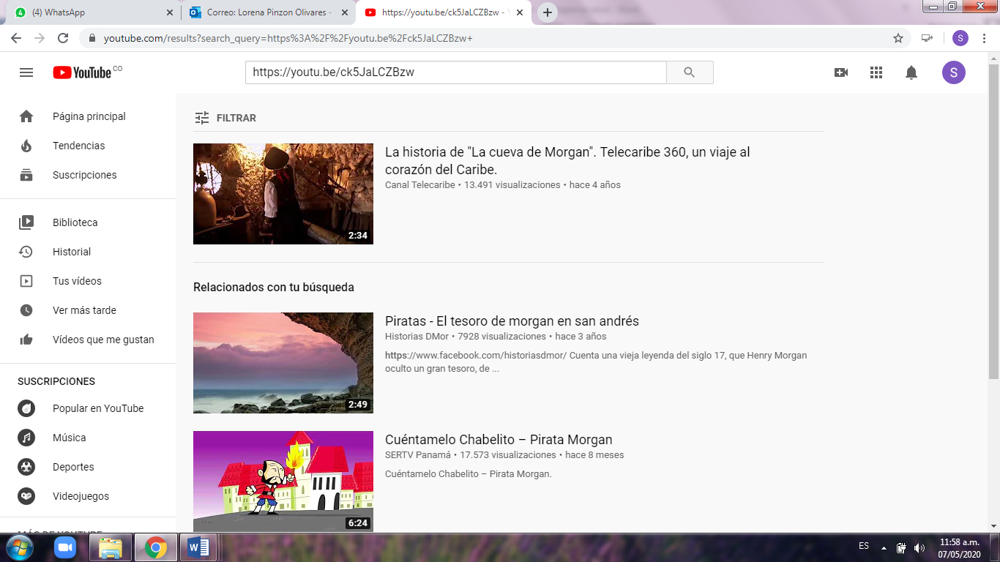 (4) WhatsApp
Correo: Lorena Pinzon Olivares -
https://youtu.be/ck5JaLCZBzw - Y
youtube.com/results?search_query=https%3A%2F%2Fyoutu.be%2Fck5JaLCZBzw+
S
YouTube CO
https://youtu.be/ck5JaLCZBzw
S
Página principal
Tendencias
Suscripciones
Biblioteca
Historial
Tus vídeos
Ver más tarde
Vídeos que me gustan
SUSCRIPCIONES
Popular en YouTube
Música
Deportes
Videojuegos
MÁS DE YOUTUBE
FILTRAR
La historia de "La cueva de Morgan". Telecaribe 360, un viaje al
corazón del Caribe.
Canal Telecaribe • 13.491 visualizaciones • hace 4 años
2:34
Relacionados con tu búsqueda
Piratas - El tesoro de morgan en san andrés
Historias DMor • 7928 visualizaciones • hace 3 años
https://www.facebook.com/historiasdmor/ Cuenta una vieja leyenda del siglo 17, que Henry Morgan
oculto un gran tesoro, de ...
2:49
Cuéntamelo Chabelito – Pirata Morgan
SERTV Panamá • 17.573 visualizaciones • hace 8 meses
Cuéntamelo Chabelito – Pirata Morgan.
6:24
ES
11:58 a.m.
07/05/2020